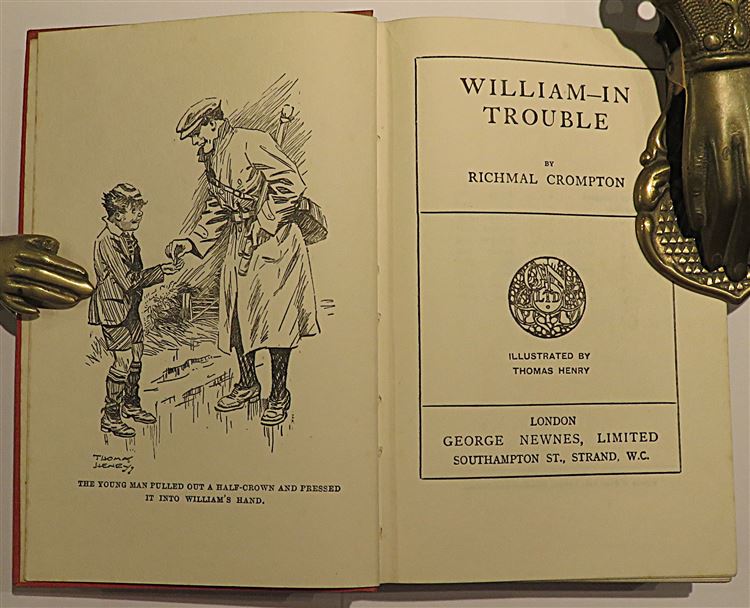 THOMAS
HENRY
THE YOUNG MAN PULLED OUT A HALF-CROWN AND PRESSED
IT INTO WILLIAM'S HAND.
WILLIAM—IN
TROUBLE
BY
RICHMAL CROMPTON
LTD
ILLUSTRATED BY
THOMAS HENRY
LONDON
GEORGE NEWNES, LIMITED
SOUTHAMPTON ST., STRAND, W.C.